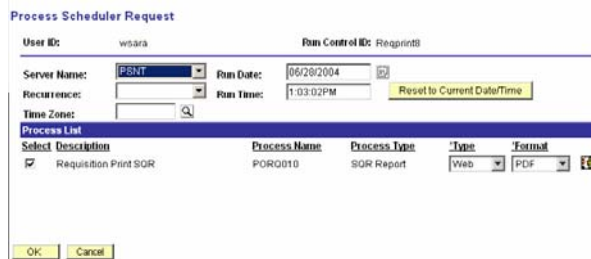 Process Scheduler Request
User ID: wsara Run Control ID: Reqprint8
Server Name: PSNT Run Date: 06/28/2004
Recurrence: Run Time: 1:03:02PM Reset to Current Date/Time
Time Zone:
Process List
Select Description Process Name Process Type *Type *Format
Requisition Print SQR PORQ010 SQR Report Web PDF
OK Cancel